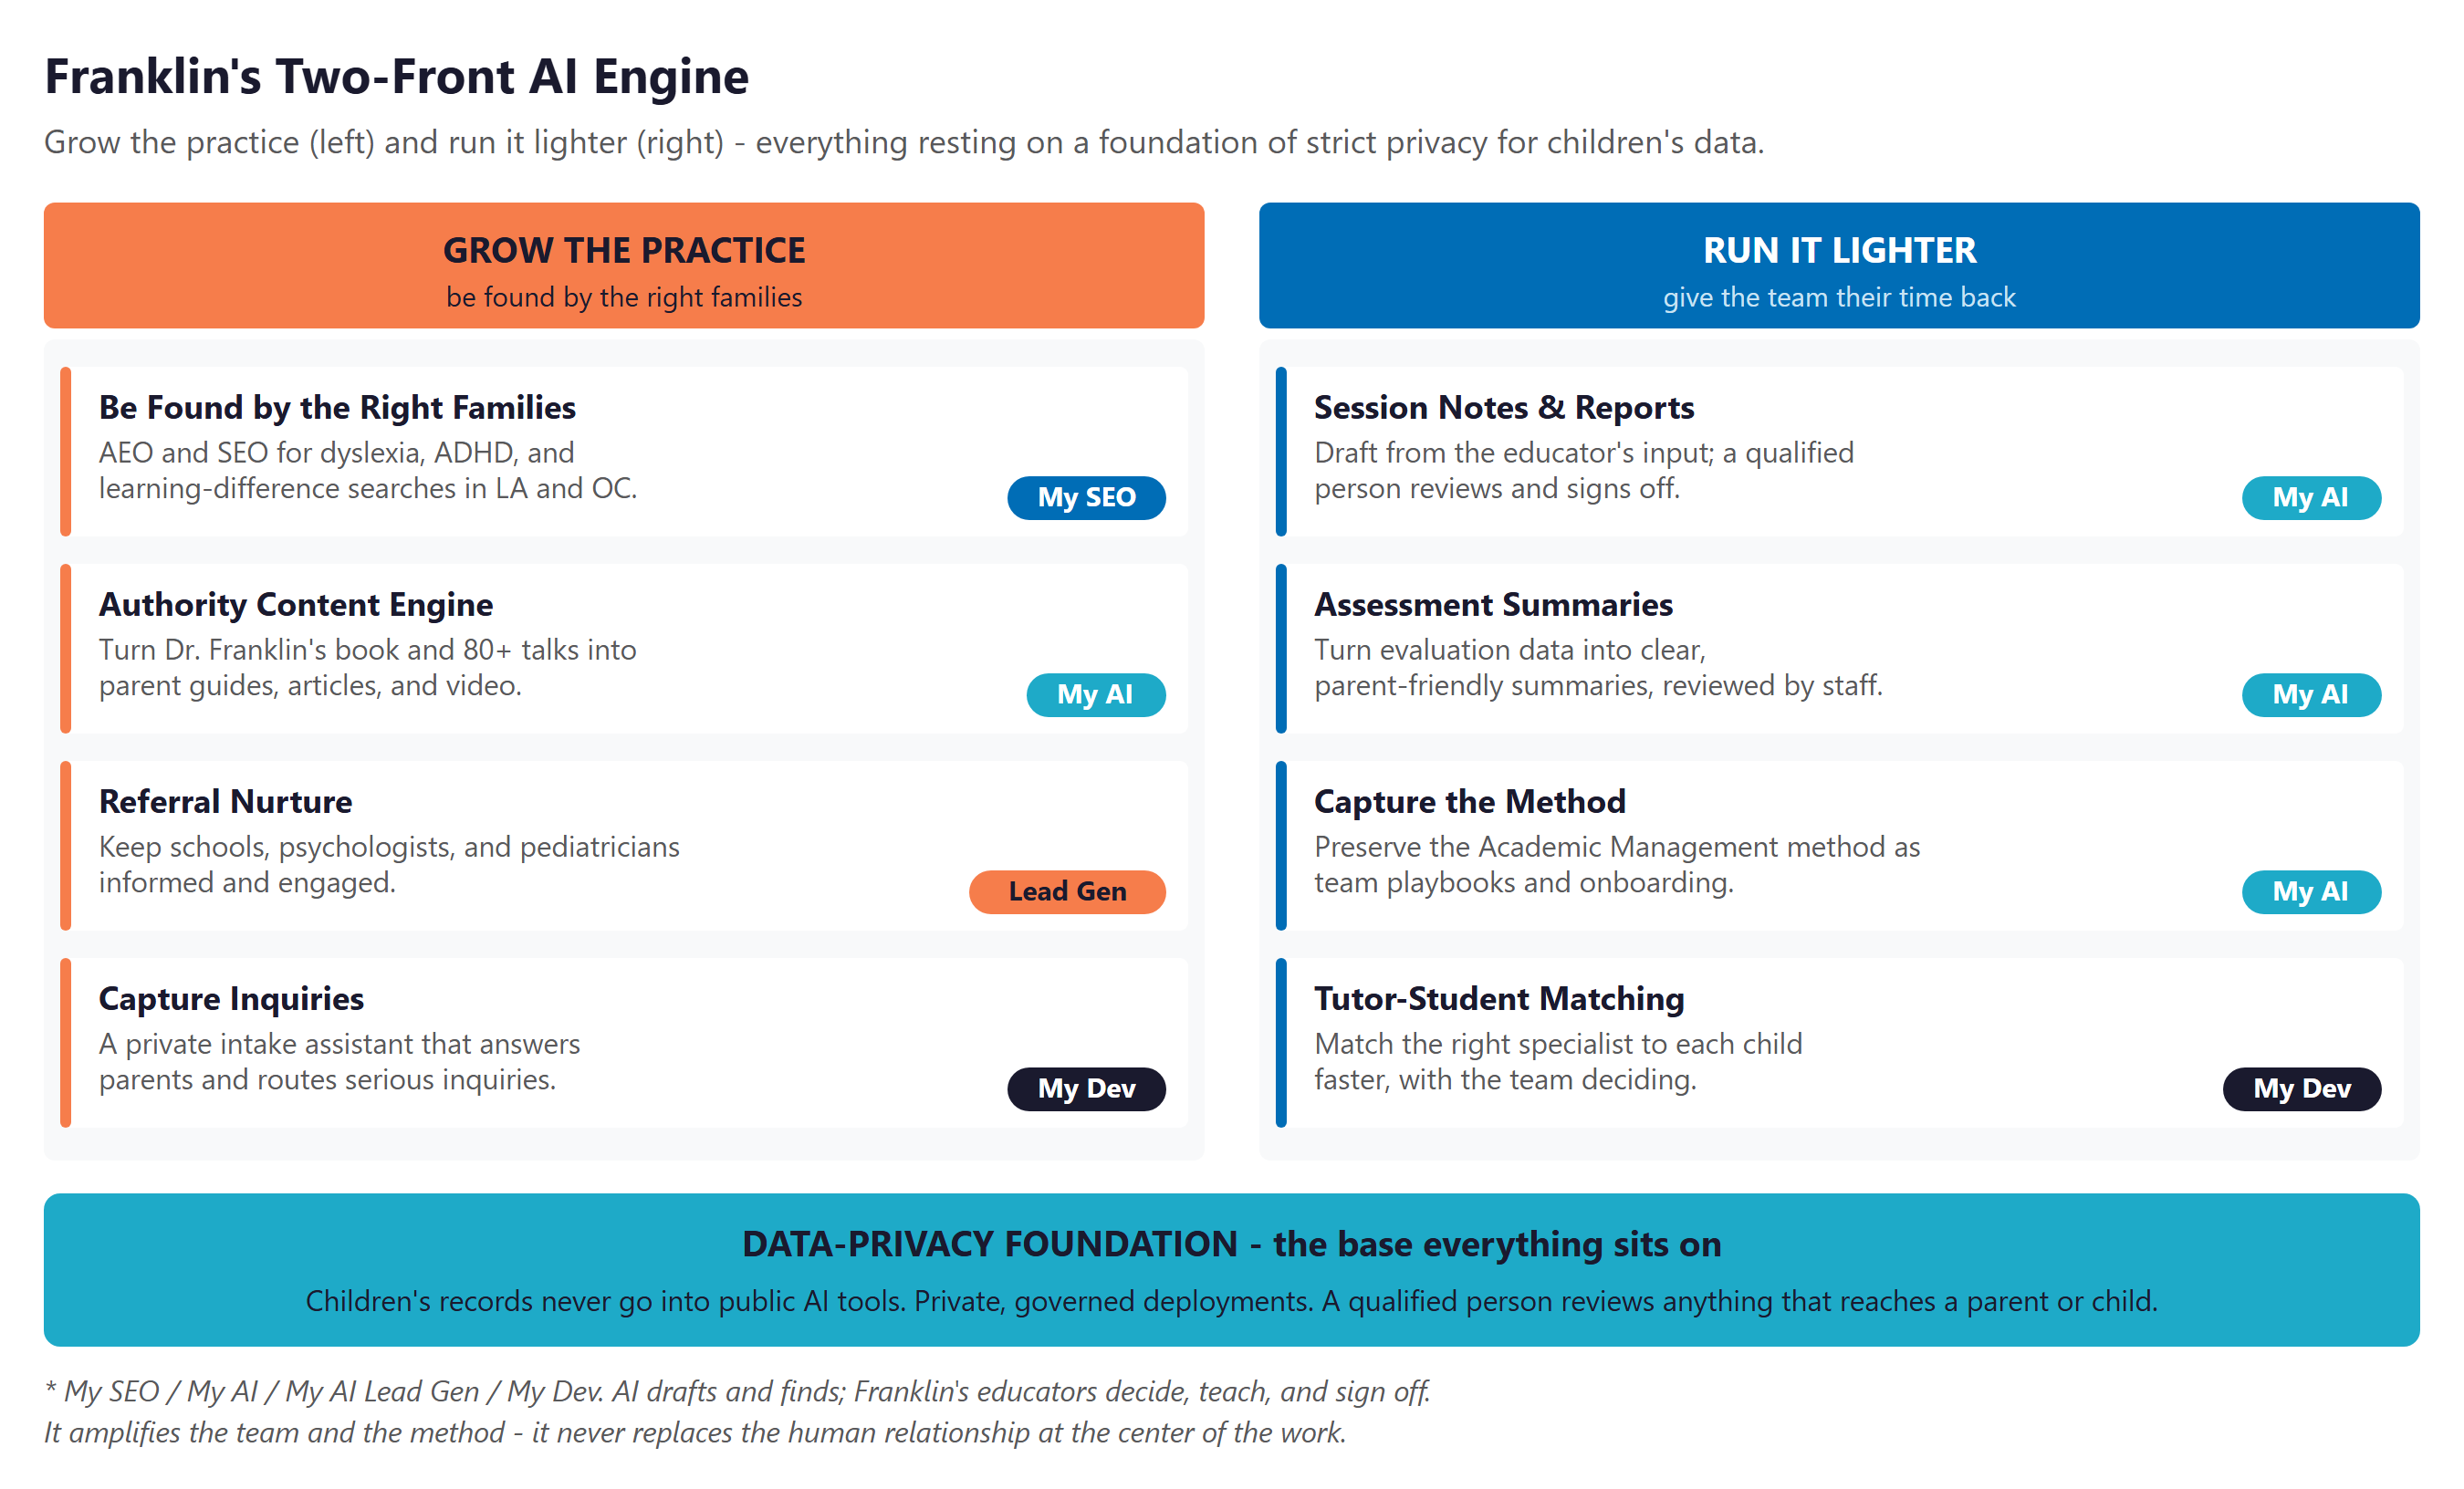 Franklin's Two-Front AI Engine
Grow the practice (left) and run it lighter (right) - everything resting on a foundation of strict privacy for children's data.
GROW THE PRACTICE
be found by the right families
Be Found by the Right Families
AEO and SEO for dyslexia, ADHD, and
learning-difference searches in LA and OC.
My SEO
Authority Content Engine
Turn Dr. Franklin's book and 80+ talks into
parent guides, articles, and video.
My AI
Referral Nurture
Keep schools, psychologists, and pediatricians
informed and engaged.
Lead Gen
Capture Inquiries
A private intake assistant that answers
parents and routes serious inquiries.
My Dev
RUN IT LIGHTER
give the team their time back
Session Notes & Reports
Draft from the educator's input; a qualified
person reviews and signs off.
My AI
Assessment Summaries
Turn evaluation data into clear,
parent-friendly summaries, reviewed by staff.
My AI
Capture the Method
Preserve the Academic Management method as
team playbooks and onboarding.
My AI
Tutor-Student Matching
Match the right specialist to each child
faster, with the team deciding.
My Dev
DATA-PRIVACY FOUNDATION - the base everything sits on
Children's records never go into public AI tools. Private, governed deployments. A qualified person reviews anything that reaches a parent or child.
* My SEO / My AI / My AI Lead Gen / My Dev. AI drafts and finds; Franklin's educators decide, teach, and sign off.
It amplifies the team and the method - it never replaces the human relationship at the center of the work.